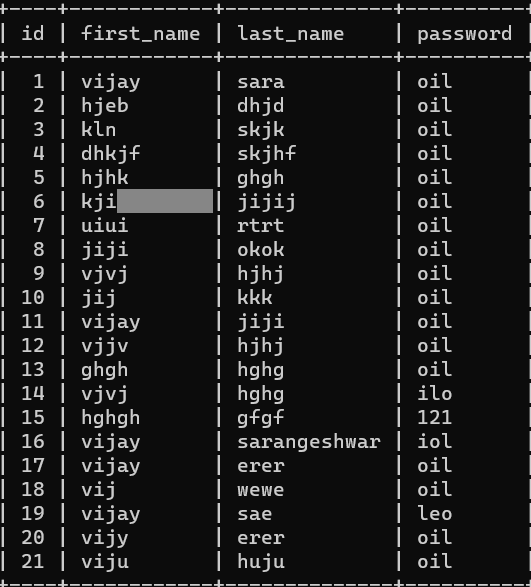 | id | first_name | last_name | password
| 1 | vijay | sara | oil
| 2 | hjeb | dhjd | oil
| 3 | kln | skjk | oil
| 4 | dhkjf | skjhf | oil
| 5 | hjhk | ghgh | oil
| 6 | kji | jijij | oil
| 7 | uiui | rtrt | oil
| 8 | jiji | okok | oil
| 9 | vjvj | hjhj | oil
| 10 | jij | kkk | oil
| 11 | vijay | jiji | oil
| 12 | vjjv | hjhj | oil
| 13 | ghgh | hghg | oil
| 14 | vjvj | hghg | ilo
| 15 | hghgh | gfgf | 121
| 16 | vijay | sarangeshwar | iol
| 17 | vijay | erer | oil
| 18 | vij | wewe | oil
| 19 | vijay | sae | leo
| 20 | vijy | erer | oil
| 21 | viju | huju | oil